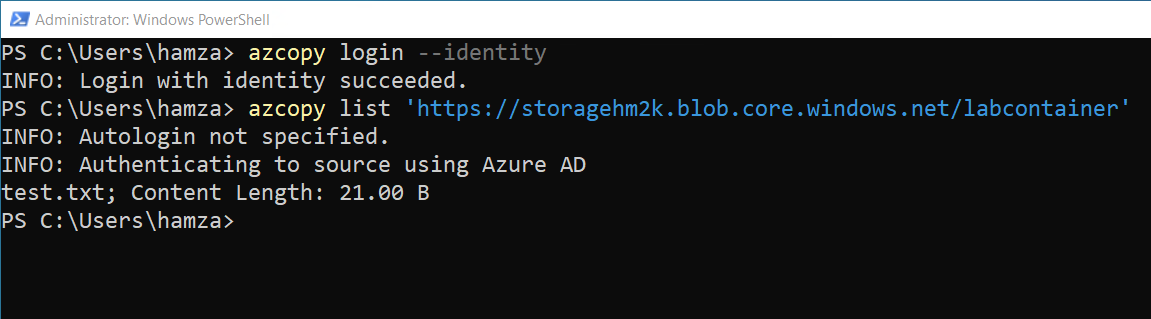 Administrator: Windows PowerShell
PS C:\Users\hamza> azcopy login --identity
INFO: Login with identity succeeded.
PS C:\Users\hamza> azcopy list 'https://storagehm2k.blob.core.windows.net/labcontainer'
INFO: Autologin not specified.
INFO: Authenticating to source using Azure AD
test.txt; Content Length: 21.00 B
PS C:\Users\hamza>